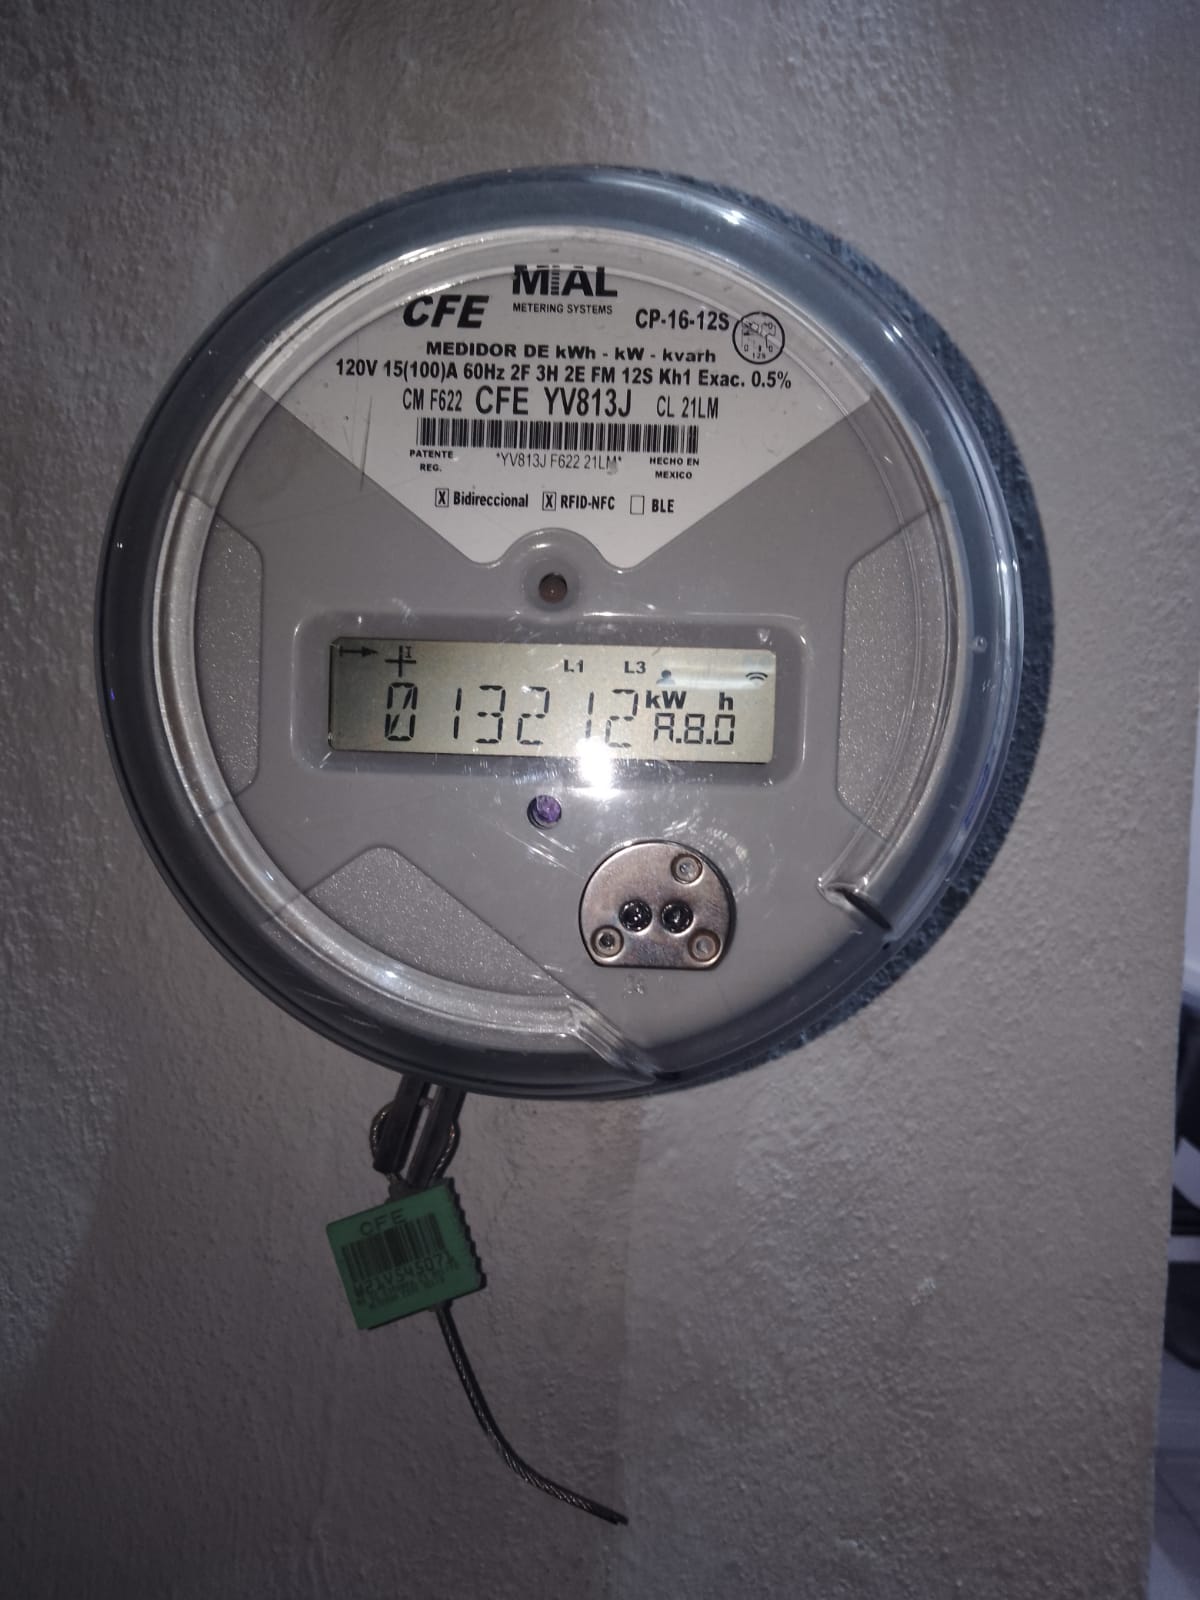 MIAL
METERING SYSTEMS
CFE
CP-16-12S
MEDIDOR DE kWh - kW - kvarh
120V 15(100)A 60Hz 2F 3H 2E FM 12S Kh1 Exac. 0.5%
CM F622 CFE YV813J CL 21LM
PATENTE REG.
*YV813J F622 21LM*
HECHO EN MEXICO
X Bidireccional X RFID-NFC BLE
L1 L3
013212 kW h
A.8.0
CFE